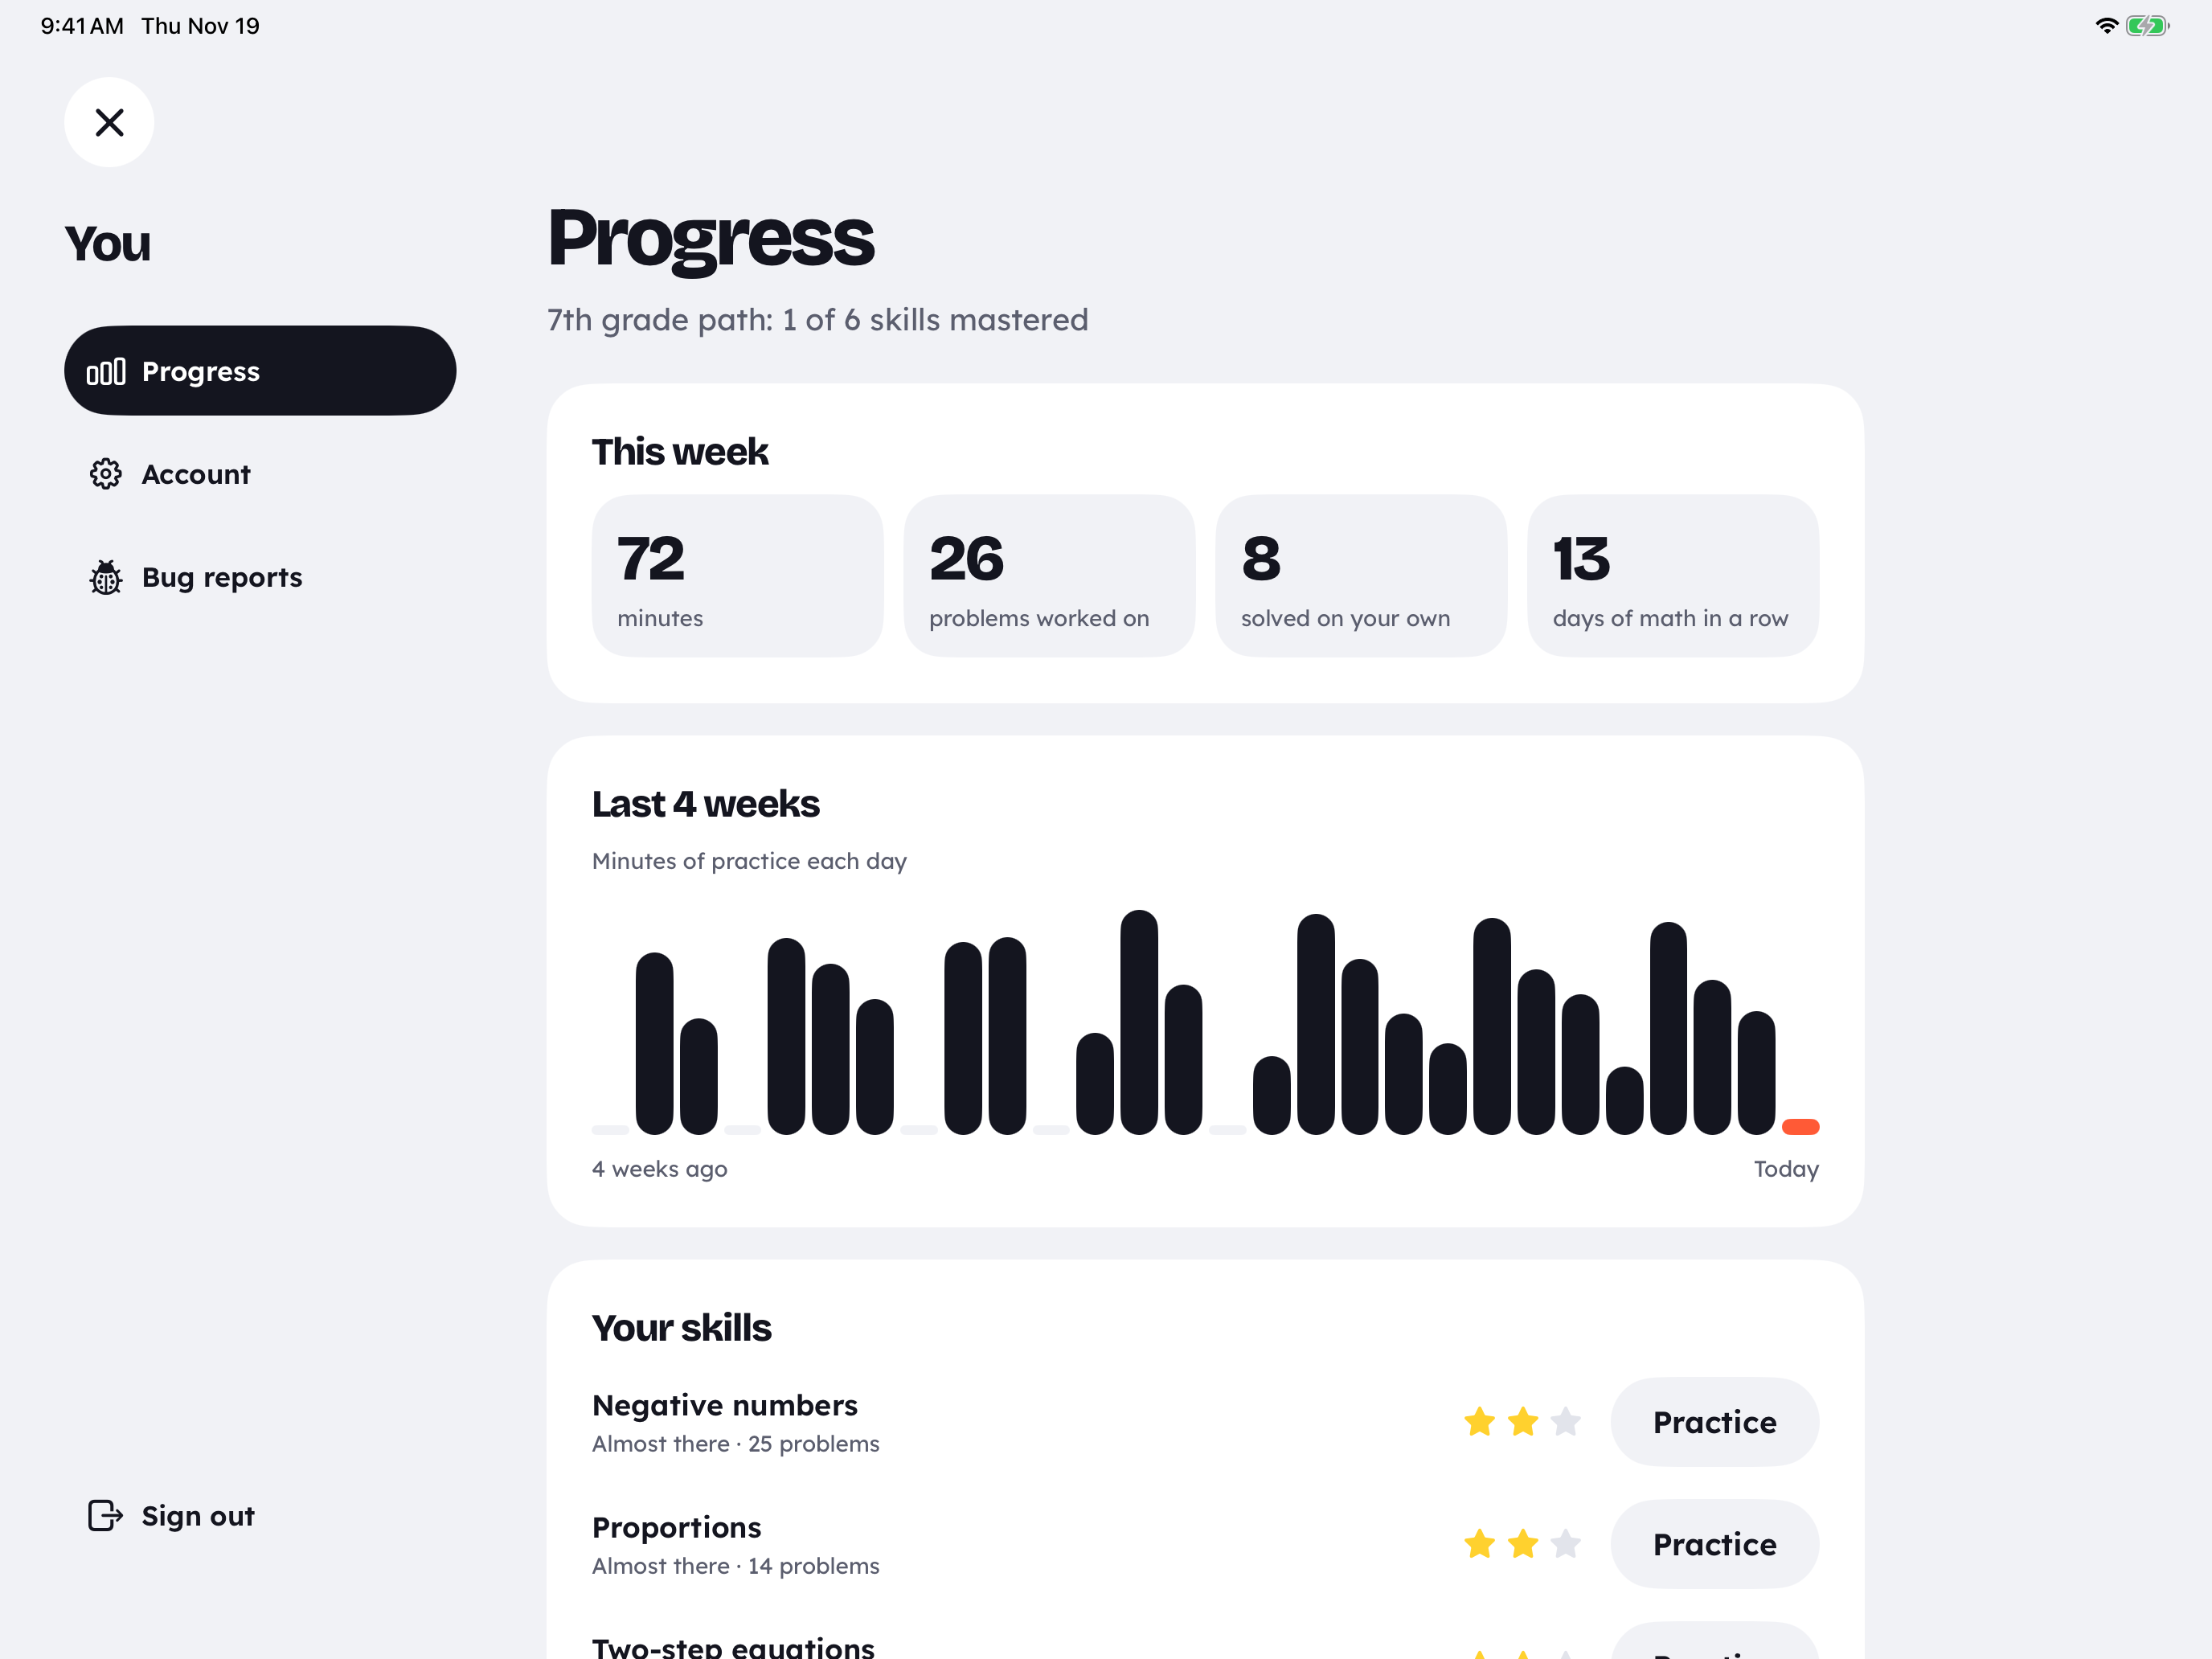 9:41 AM Thu Nov 19
You
Progress
Account
Bug reports
Sign out
Progress
7th grade path: 1 of 6 skills mastered
This week
72
minutes
26
problems worked on
8
solved on your own
13
days of math in a row
Last 4 weeks
Minutes of practice each day
4 weeks ago
Today
Your skills
Negative numbers
Almost there · 25 problems
Practice
Proportions
Almost there · 14 problems
Practice
Two-step equations